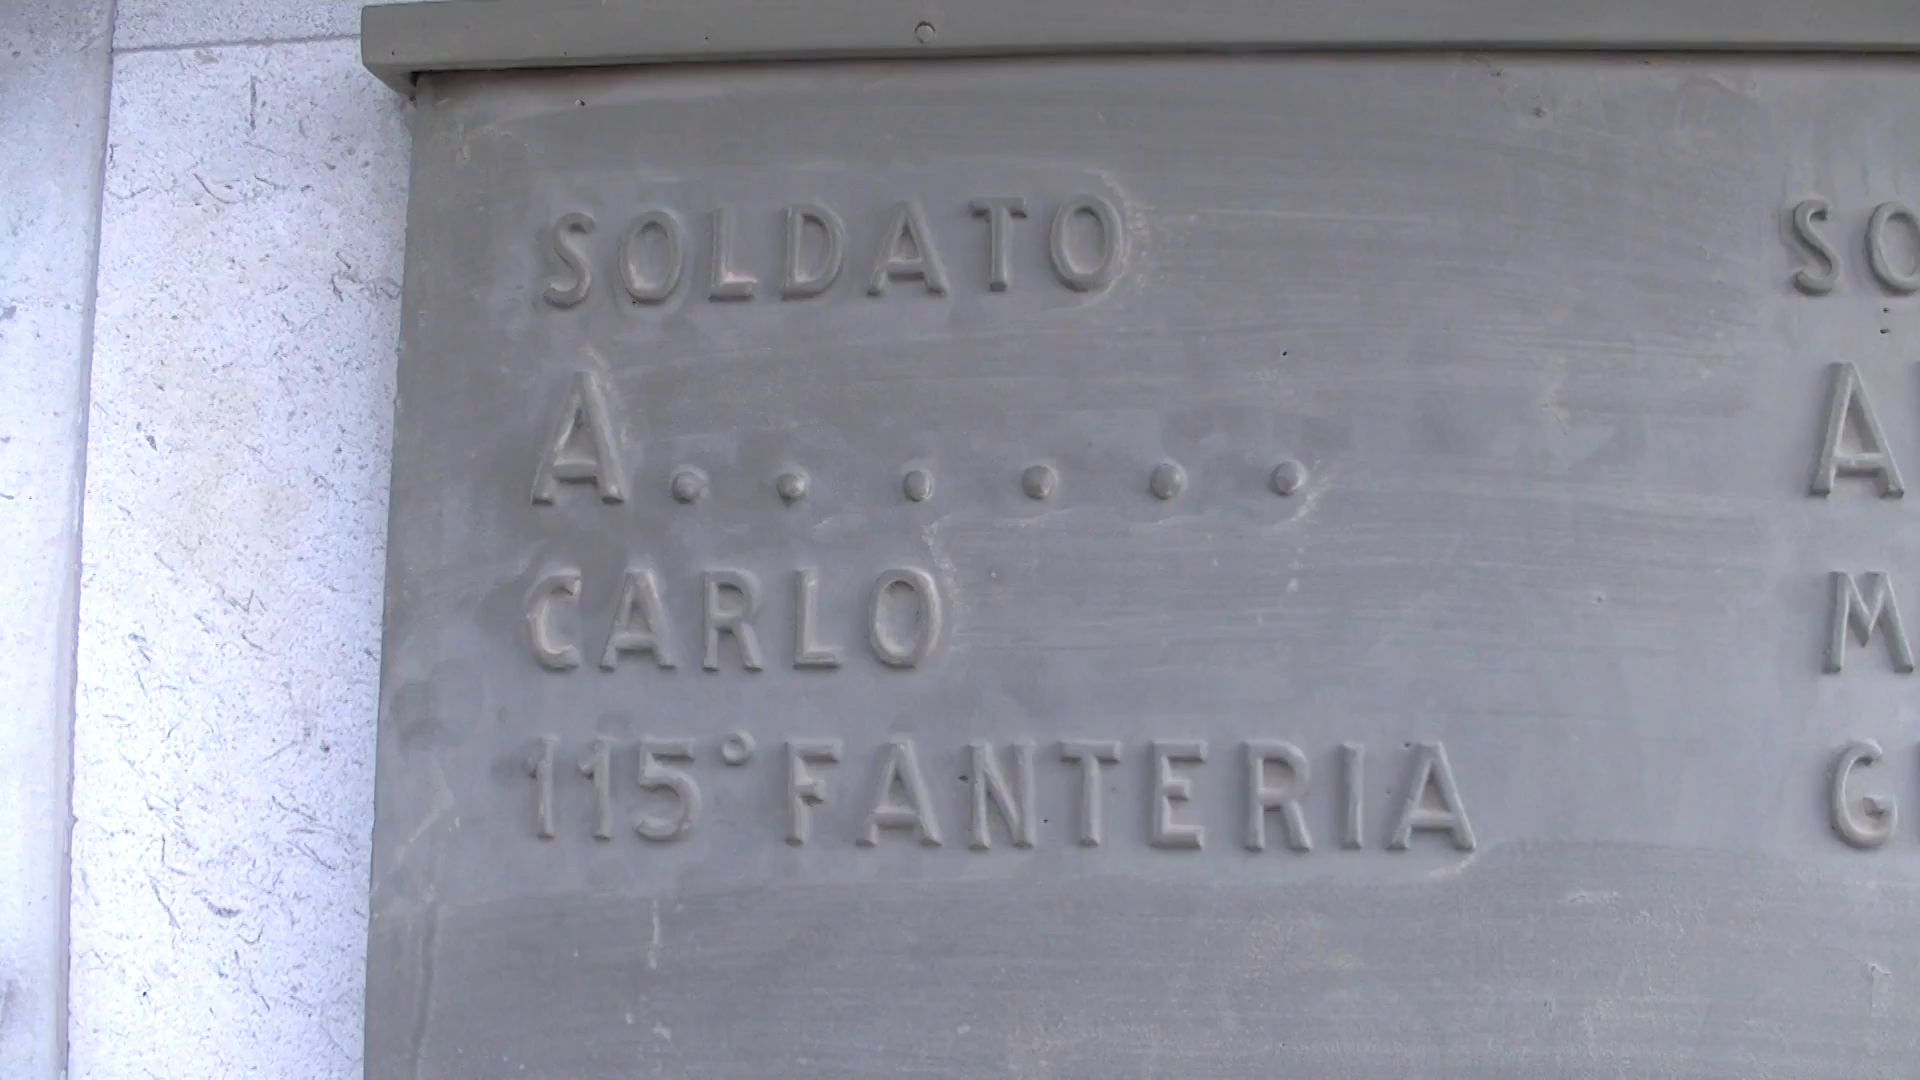 SOLDATO
A......
CARLO
115° FANTERIA
SO
A
M
G